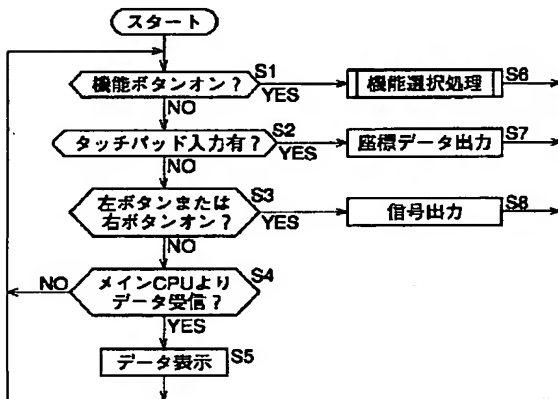 スタート
機能ボタンオン?
S1
YES
NO
機能選択処理
S6
タッチパッド入力有?
S2
YES
NO
座標データ出力
S7
左ボタンまたは
右ボタンオン?
S3
YES
NO
信号出力
S8
メインCPUより
データ受信?
S4
NO
YES
データ表示
S5